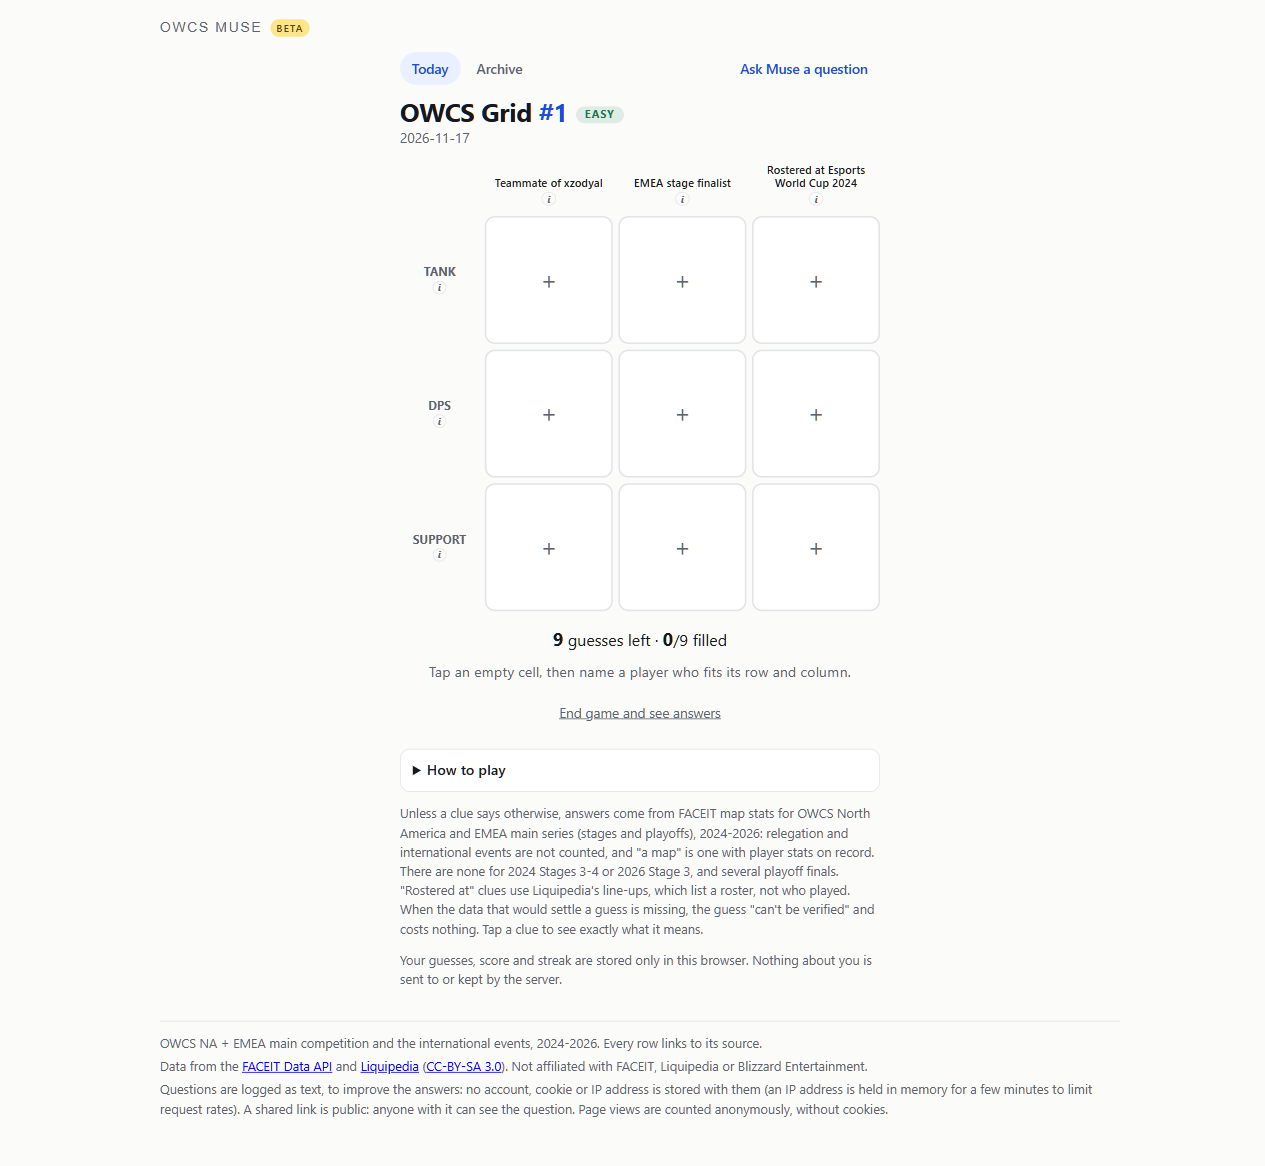 OWCS MUSE BETA
Today Archive Ask Muse a question
OWCS Grid #1 EASY
2026-11-17
Teammate of xzodyal
i
EMEA stage finalist
i
Rostered at Esports
World Cup 2024
i
TANK
i
+ + +
DPS
i
+ + +
SUPPORT
i
+ + +
9 guesses left · 0/9 filled
Tap an empty cell, then name a player who fits its row and column.
End game and see answers
▶ How to play
Unless a clue says otherwise, answers come from FACEIT map stats for OWCS North
America and EMEA main series (stages and playoffs), 2024-2026: relegation and
international events are not counted, and "a map" is one with player stats on record.
There are none for 2024 Stages 3-4 or 2026 Stage 3, and several playoff finals.
"Rostered at" clues use Liquipedia's line-ups, which list a roster, not who played.
When the data that would settle a guess is missing, the guess "can't be verified" and
costs nothing. Tap a clue to see exactly what it means.
Your guesses, score and streak are stored only in this browser. Nothing about you is
sent to or kept by the server.
OWCS NA + EMEA main competition and the international events, 2024-2026. Every row links to its source.
Data from the FACEIT Data API and Liquipedia (CC-BY-SA 3.0). Not affiliated with FACEIT, Liquipedia or Blizzard Entertainment.
Questions are logged as text, to improve the answers: no account, cookie or IP address is stored with them (an IP address is held in memory for a few minutes to limit
request rates). A shared link is public: anyone with it can see the question. Page views are counted anonymously, without cookies.